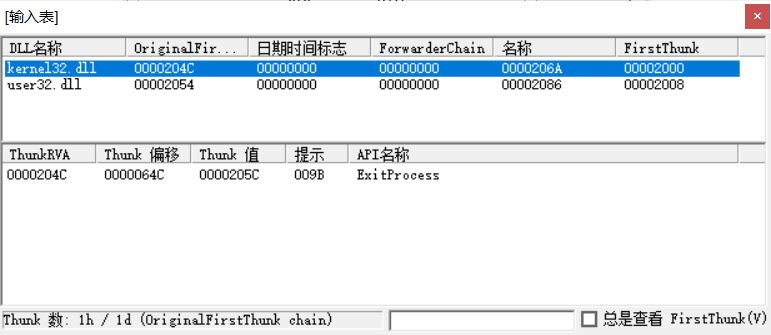 [输入表]
DLL名称 OriginalFir... 日期时间标志 ForwarderChain 名称 FirstThunk
kernel32.dll 0000204C 00000000 00000000 0000206A 00002000
user32.dll 00002054 00000000 00000000 00002086 00002008
ThunkRVA Thunk 偏移 Thunk 值 提示 API名称
0000204C 0000064C 0000205C 009B ExitProcess
Thunk 数: 1h / 1d (OriginalFirstThunk chain) 总是查看 FirstThunk(V)